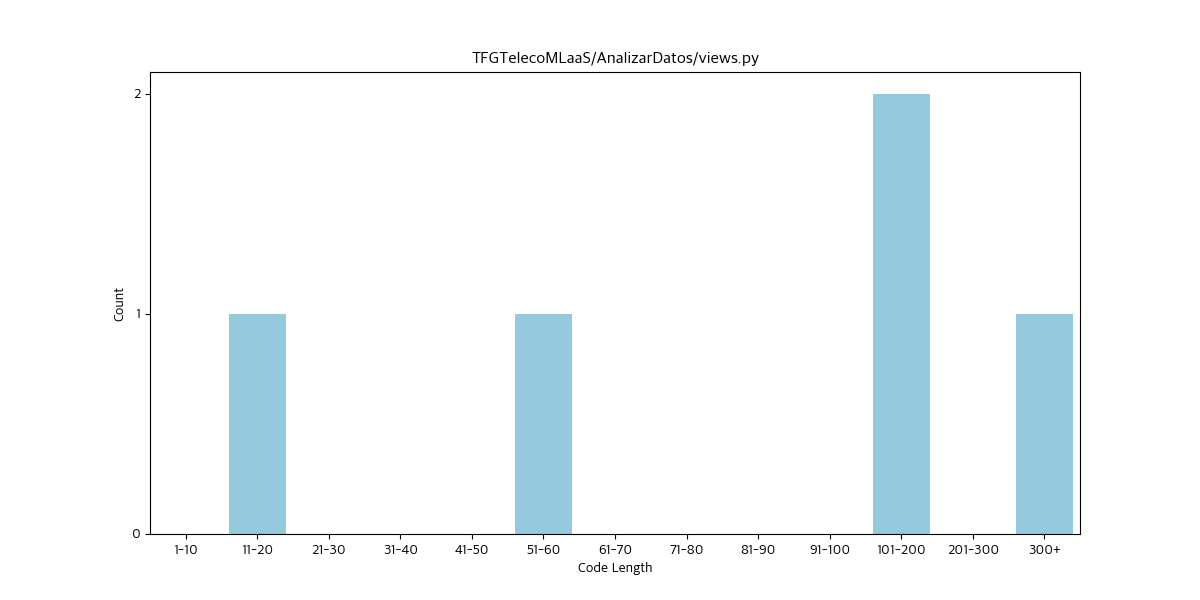 TFGTelecoMLaaS/AnalizarDatos/views.py
2
1
0
Count
1-10 11-20 21-30 31-40 41-50 51-60 61-70 71-80 81-90 91-100 101-200 201-300 300+
Code Length